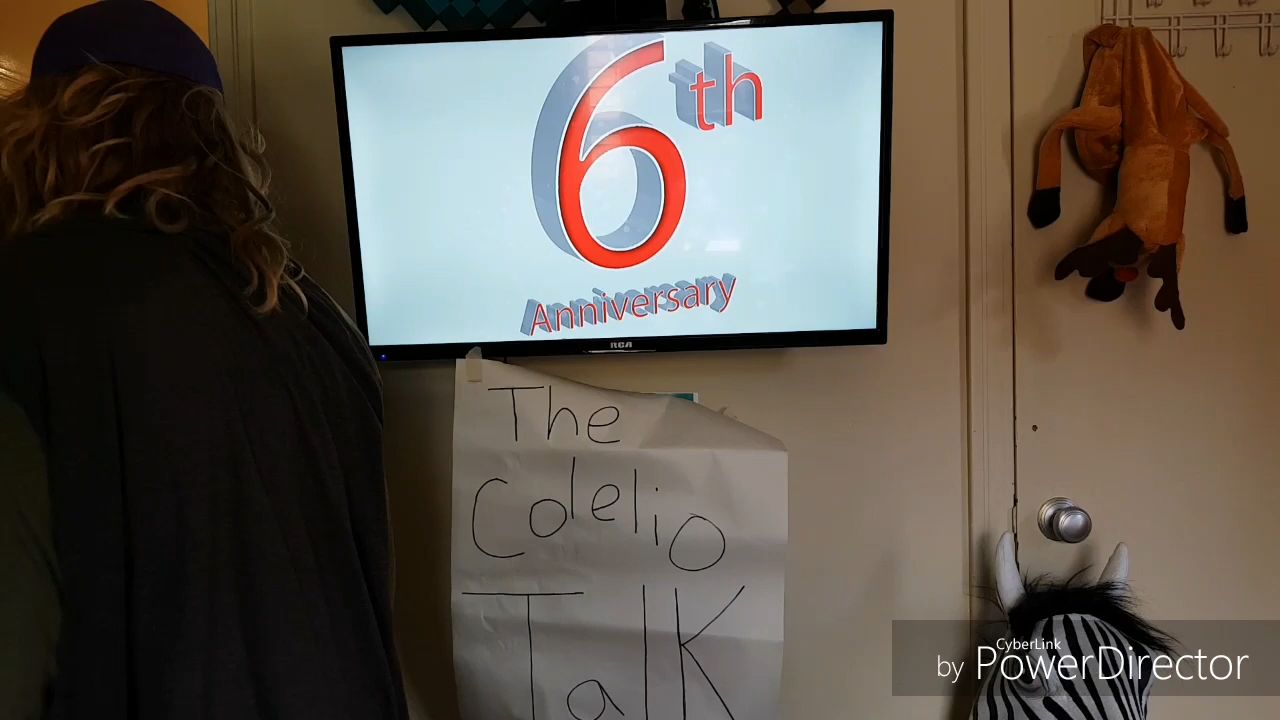 6th
Anniversary
RCA
The
Colelio
Talk
CyberLink
by PowerDirector